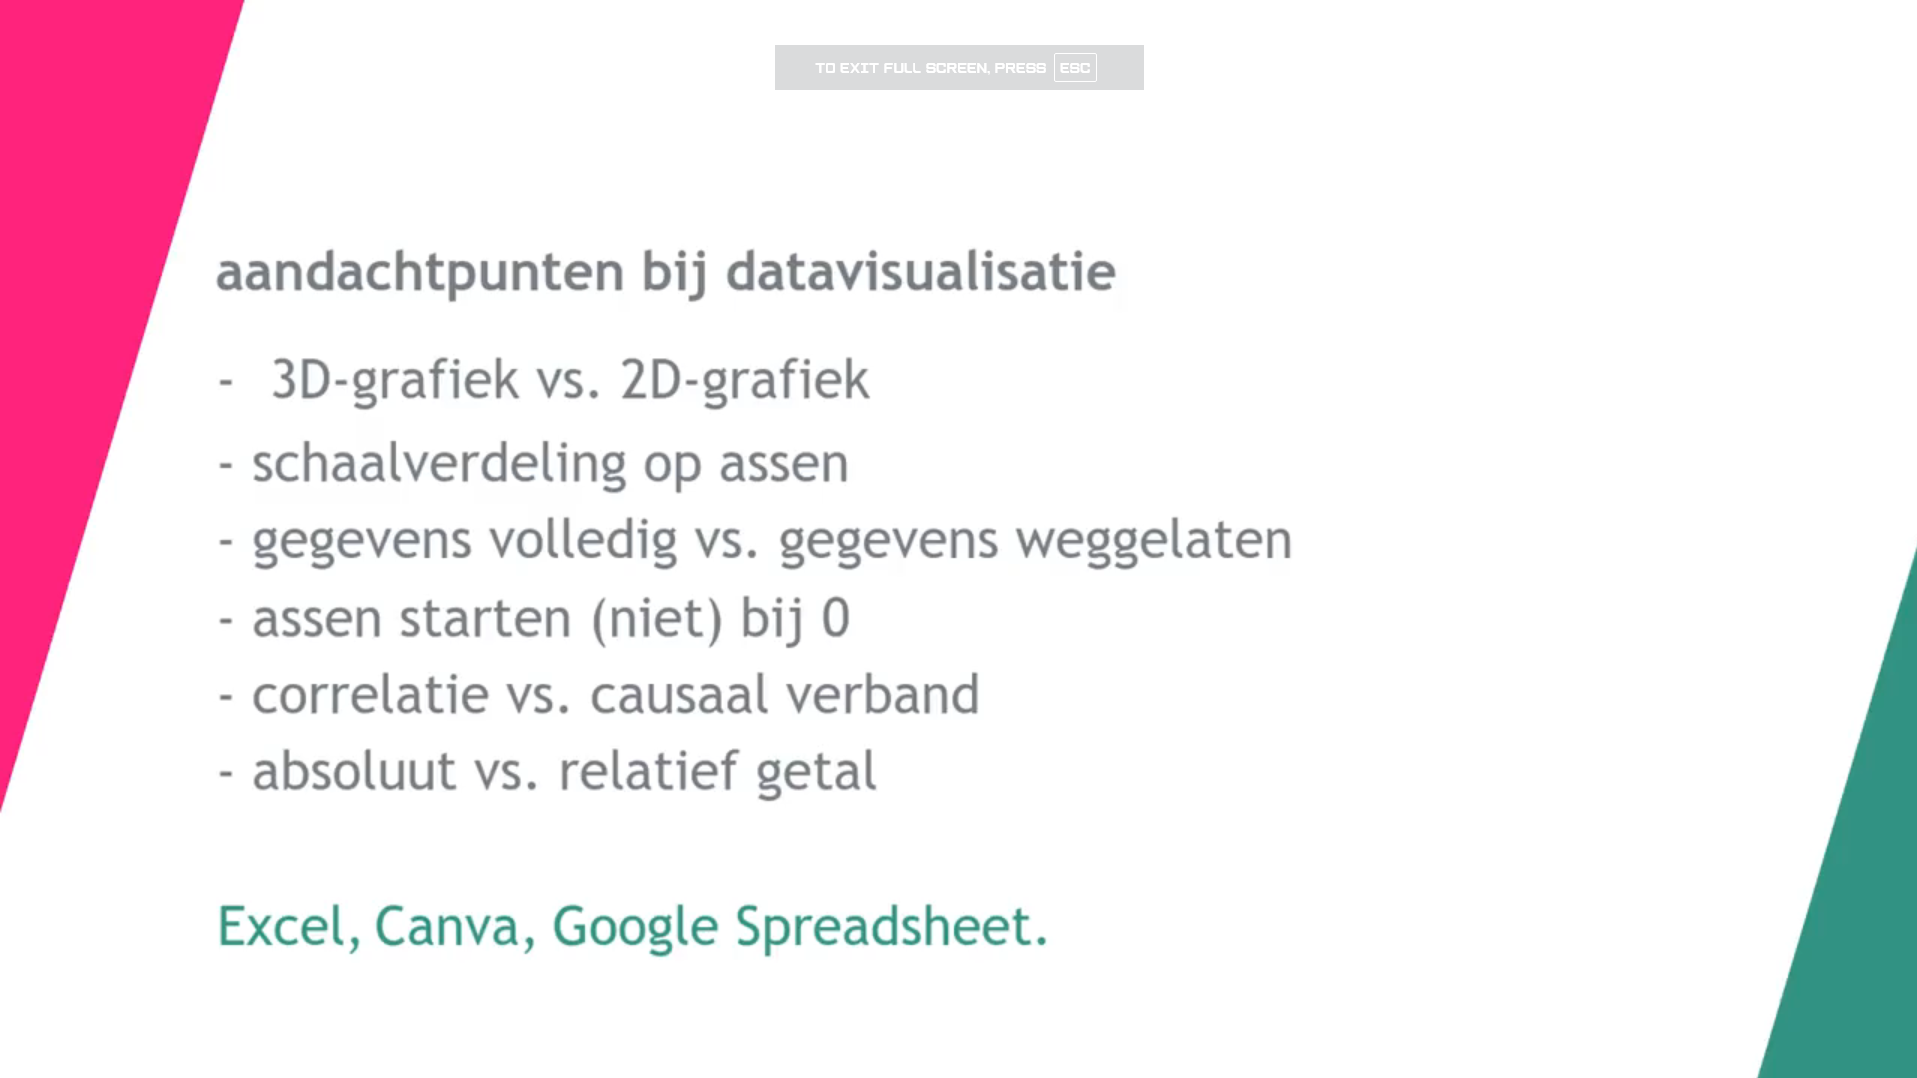 TO EXIT FULL SCREEN, PRESS ESC
aandachtpunten bij datavisualisatie
- 3D-grafiek vs. 2D-grafiek
- schaalverdeling op assen
- gegevens volledig vs. gegevens weggelaten
- assen starten (niet) bij 0
- correlatie vs. causaal verband
- absoluut vs. relatief getal
Excel, Canva, Google Spreadsheet.